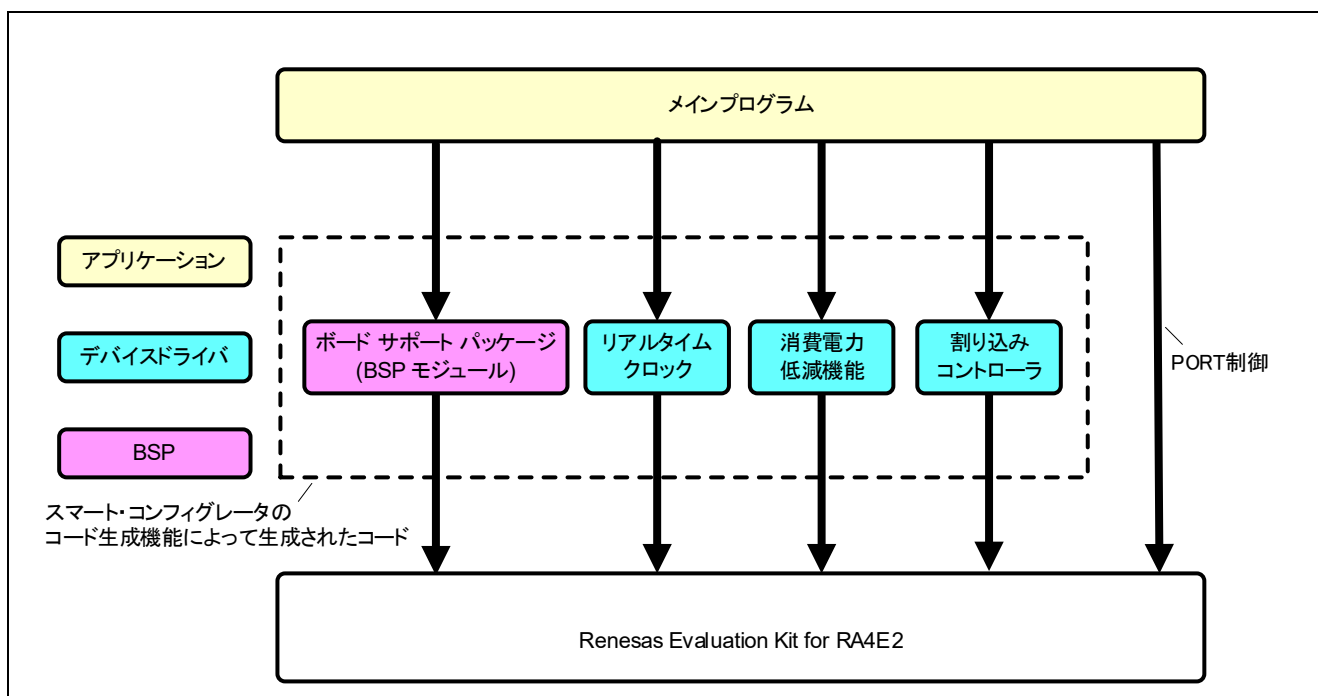 メインプログラム
アプリケーション
デバイスドライバ
BSP
ボード サポート パッケージ
(BSP モジュール)
リアルタイム
クロック
消費電力
低減機能
割り込み
コントローラ
PORT制御
スマート・コンフィグレータの
コード生成機能によって生成されたコード
Renesas Evaluation Kit for RA4E2